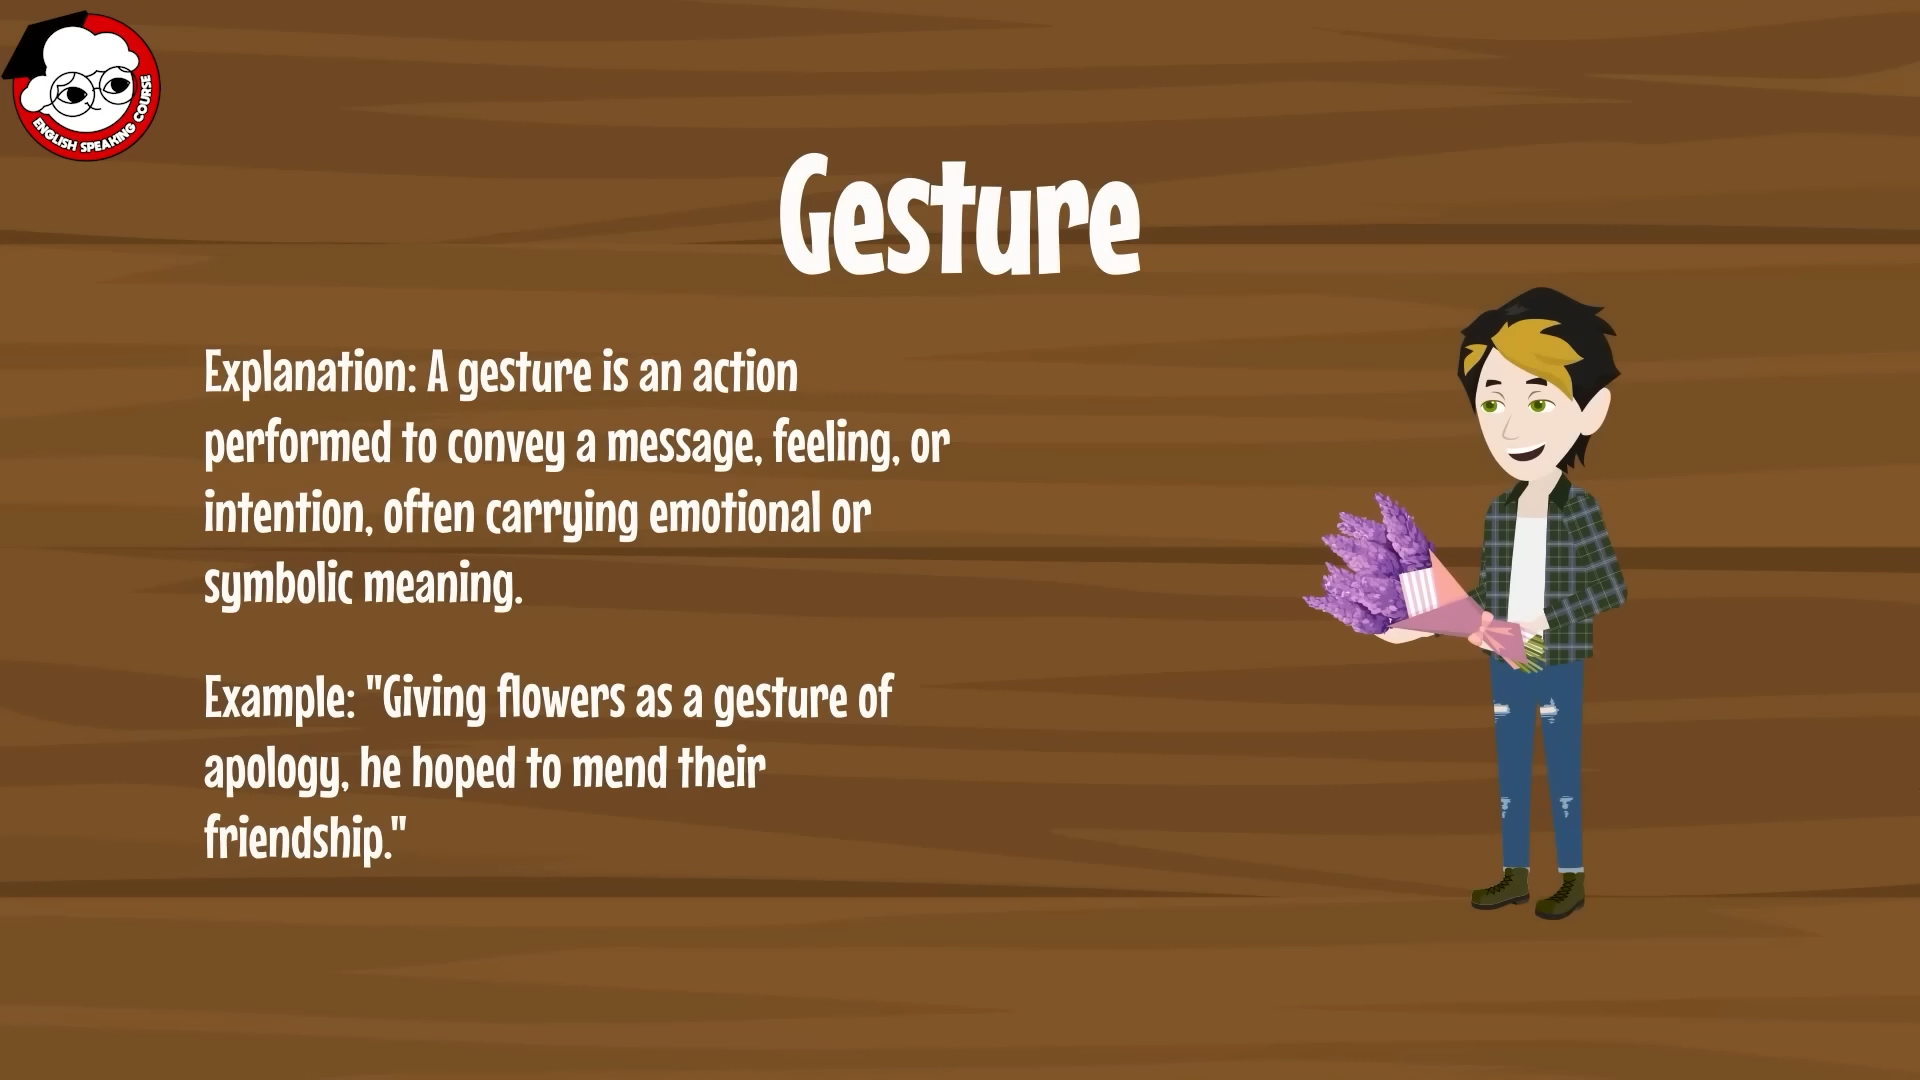 ENGLISH SPEAKING COURSE
Gesture
Explanation: A gesture is an action
performed to convey a message, feeling, or
intention, often carrying emotional or
symbolic meaning.
Example: "Giving flowers as a gesture of
apology, he hoped to mend their
friendship."